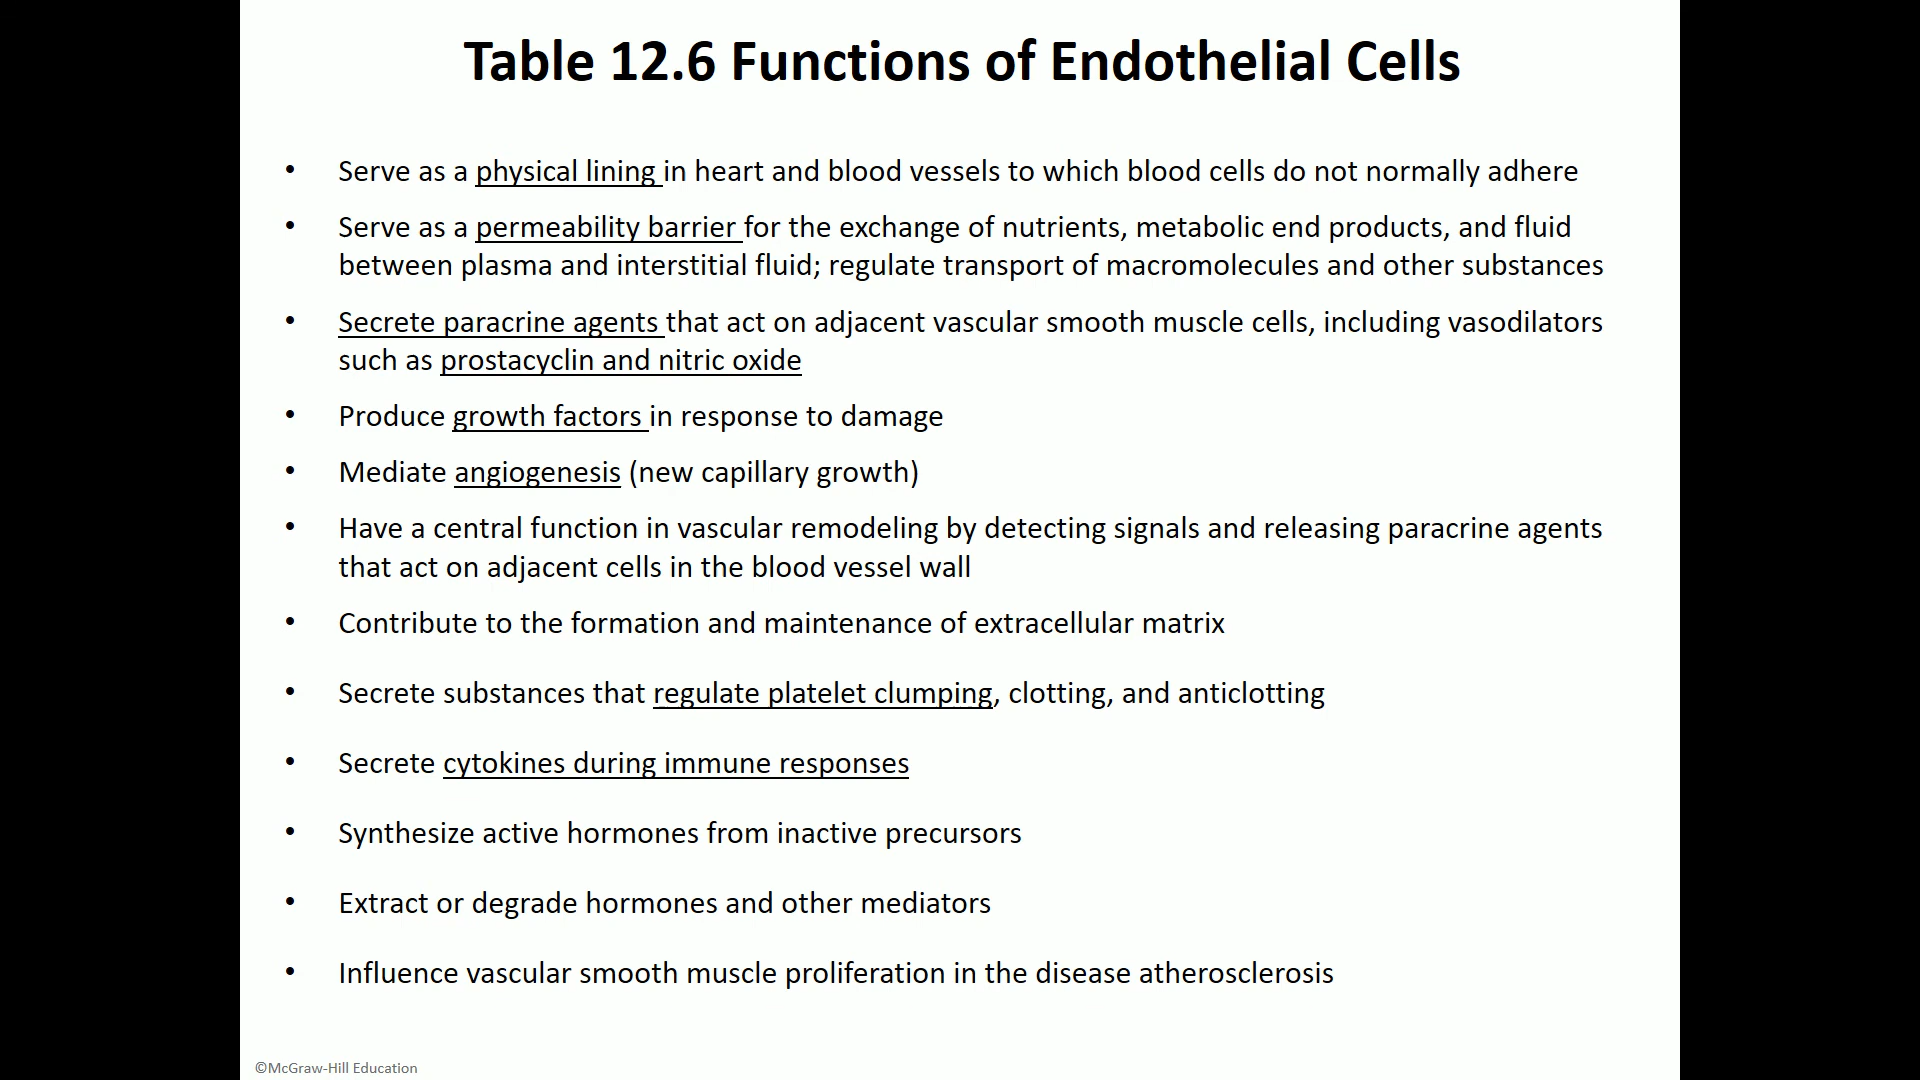 Table 12.6 Functions of Endothelial Cells
• Serve as a physical lining in heart and blood vessels to which blood cells do not normally adhere
• Serve as a permeability barrier for the exchange of nutrients, metabolic end products, and fluid
between plasma and interstitial fluid; regulate transport of macromolecules and other substances
• Secrete paracrine agents that act on adjacent vascular smooth muscle cells, including vasodilators
such as prostacyclin and nitric oxide
• Produce growth factors in response to damage
• Mediate angiogenesis (new capillary growth)
• Have a central function in vascular remodeling by detecting signals and releasing paracrine agents
that act on adjacent cells in the blood vessel wall
• Contribute to the formation and maintenance of extracellular matrix
• Secrete substances that regulate platelet clumping, clotting, and anticlotting
• Secrete cytokines during immune responses
• Synthesize active hormones from inactive precursors
• Extract or degrade hormones and other mediators
• Influence vascular smooth muscle proliferation in the disease atherosclerosis
©McGraw-Hill Education